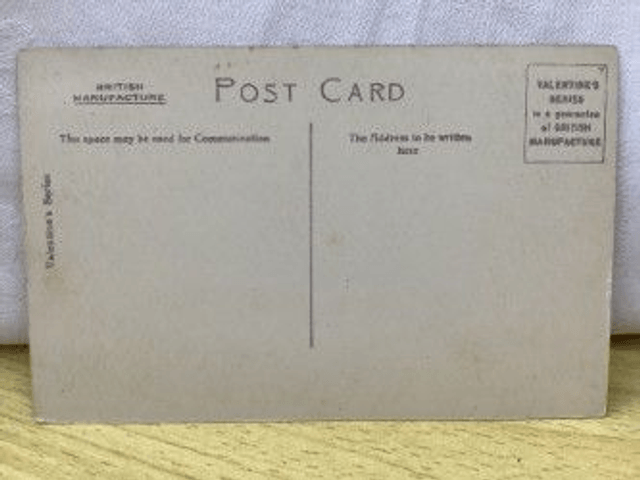 BRITISH
MANUFACTURE
POST CARD
This space may be used for Communication
The Address to be written
here
VALENTINE'S
SERIES
is a guarantee
of BRITISH
MANUFACTURE
Valentine's Series